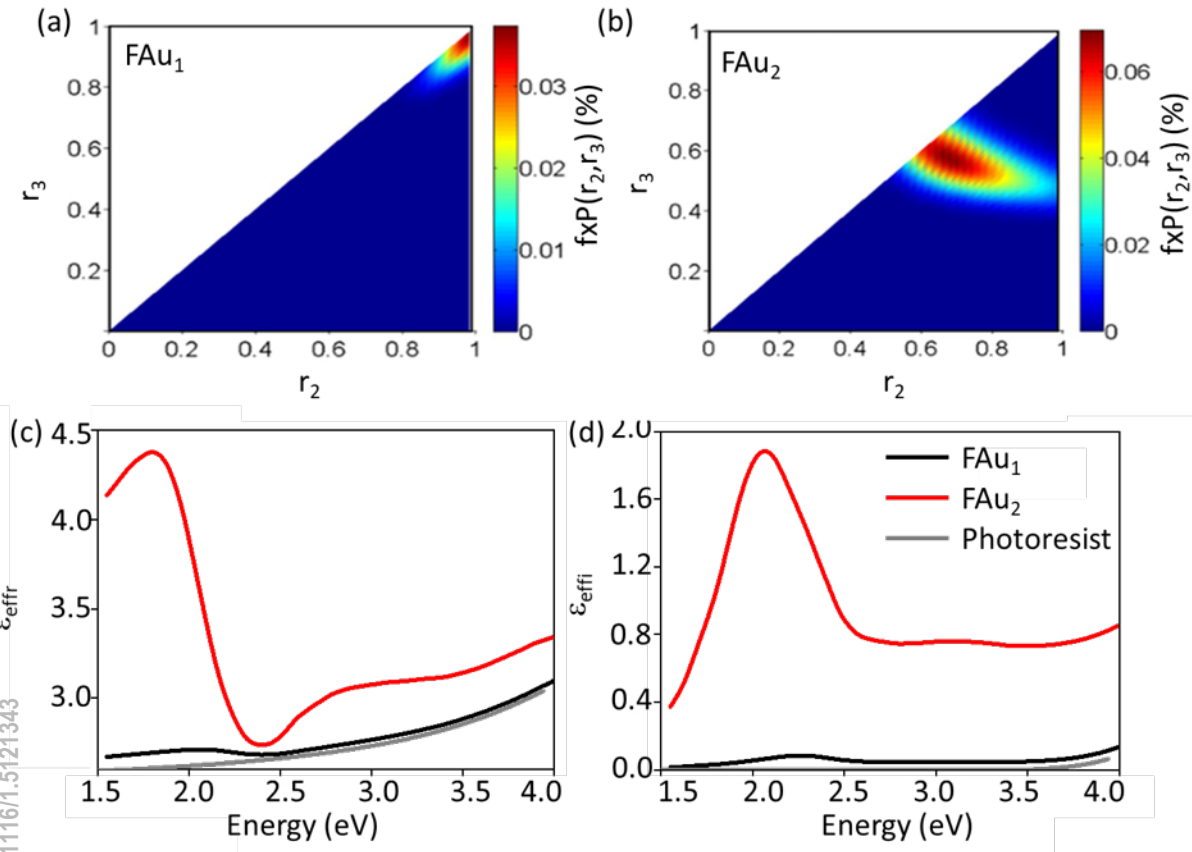 (a)
FAu1
1
0.8
0.6
0.4
0.2
r3
0 0.2 0.4 0.6 0.8 1
r2
0.03
0.02
0.01
0
fxP(r2,r3) (%)
(b)
FAu2
1
0.8
0.6
0.4
0.2
r3
0 0.2 0.4 0.6 0.8 1
r2
0.06
0.04
0.02
0
fxP(r2,r3) (%)
(c)
4.5
4.0
3.5
3.0
εeffr
1.5 2.0 2.5 3.0 3.5 4.0
Energy (eV)
(d)
2.0
1.6
1.2
0.8
0.4
0.0
εeffi
FAu1
FAu2
Photoresist
1.5 2.0 2.5 3.0 3.5 4.0
Energy (eV)
1116/1.5121343